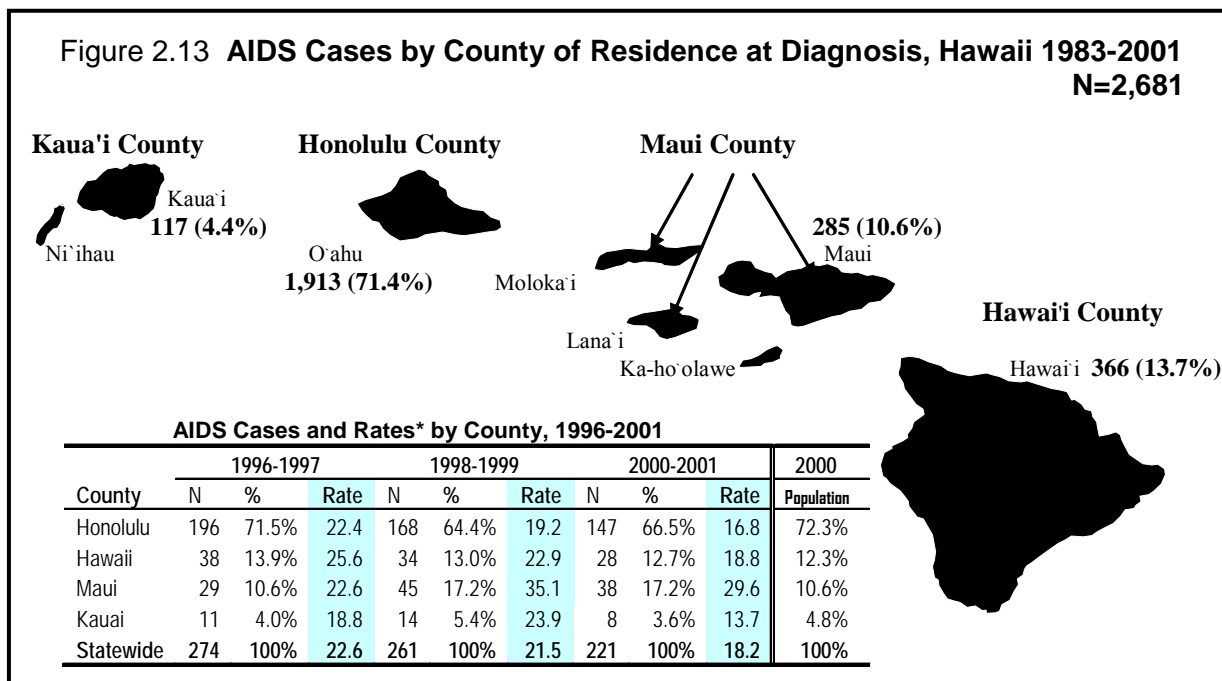 Figure 2.13 AIDS Cases by County of Residence at Diagnosis, Hawaii 1983-2001
N=2,681
Kaua'i County
Honolulu County
Maui County
Kaua`i
117 (4.4%)
Ni`ihau
O`ahu
1,913 (71.4%)
285 (10.6%)
Maui
Moloka`i
Lana`i
Ka-ho`olawe
Hawai'i County
Hawai`i 366 (13.7%)
AIDS Cases and Rates* by County, 1996-2001
1996-1997 1998-1999 2000-2001 2000
County N % Rate N % Rate N % Rate Population
Honolulu 196 71.5% 22.4 168 64.4% 19.2 147 66.5% 16.8 72.3%
Hawaii 38 13.9% 25.6 34 13.0% 22.9 28 12.7% 18.8 12.3%
Maui 29 10.6% 22.6 45 17.2% 35.1 38 17.2% 29.6 10.6%
Kauai 11 4.0% 18.8 14 5.4% 23.9 8 3.6% 13.7 4.8%
Statewide 274 100% 22.6 261 100% 21.5 221 100% 18.2 100%